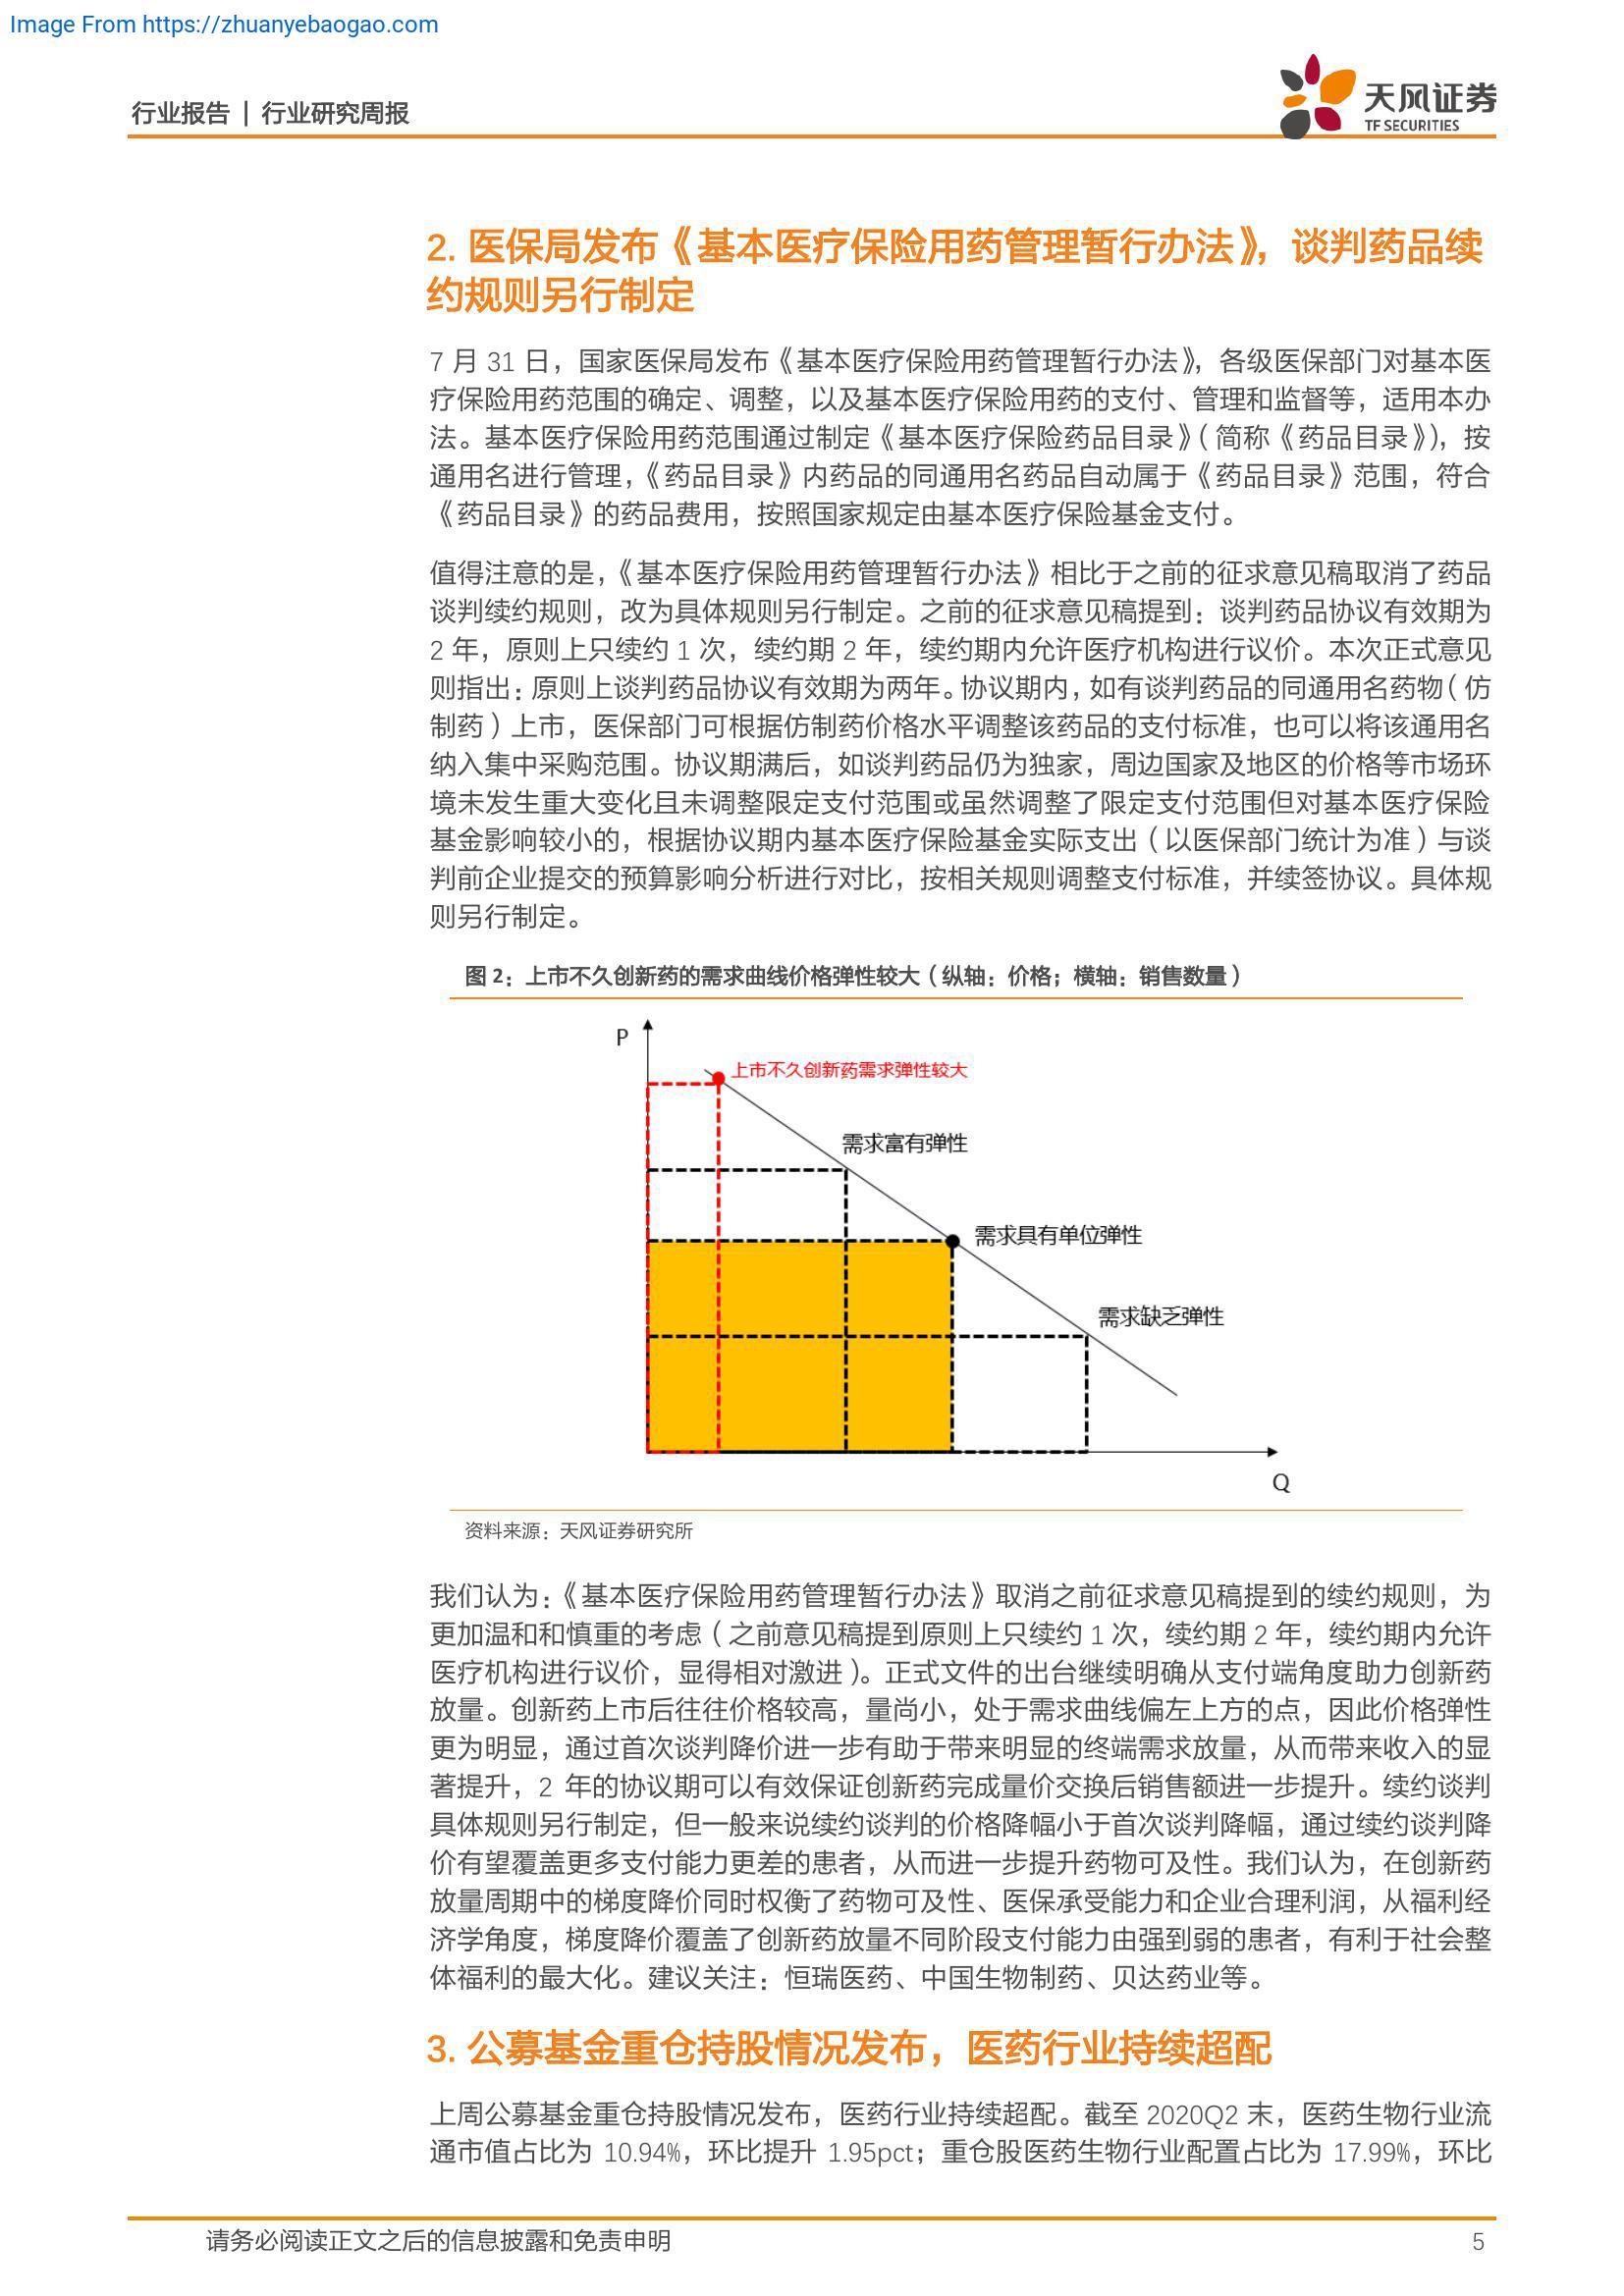 Image From https://zhuanyebaogao.com
行业报告 | 行业研究周报
天风证券
TF SECURITIES
2. 医保局发布《基本医疗保险用药管理暂行办法》，谈判药品续
约规则另行制定
7 月 31 日，国家医保局发布《基本医疗保险用药管理暂行办法》，各级医保部门对基本医
疗保险用药范围的确定、调整，以及基本医疗保险用药的支付、管理和监督等，适用本办
法。基本医疗保险用药范围通过制定《基本医疗保险药品目录》（简称《药品目录》），按
通用名进行管理，《药品目录》内药品的同通用名药品自动属于《药品目录》范围，符合
《药品目录》的药品费用，按照国家规定由基本医疗保险基金支付。
值得注意的是，《基本医疗保险用药管理暂行办法》相比于之前的征求意见稿取消了药品
谈判续约规则，改为具体规则另行制定。之前的征求意见稿提到：谈判药品协议有效期为
2 年，原则上只续约 1 次，续约期 2 年，续约期内允许医疗机构进行议价。本次正式意见
则指出：原则上谈判药品协议有效期为两年。协议期内，如有谈判药品的同通用名药物（仿
制药）上市，医保部门可根据仿制药价格水平调整该药品的支付标准，也可以将该通用名
纳入集中采购范围。协议期满后，如谈判药品仍为独家，周边国家及地区的价格等市场环
境未发生重大变化且未调整限定支付范围或虽然调整了限定支付范围但对基本医疗保险
基金影响较小的，根据协议期内基本医疗保险基金实际支出（以医保部门统计为准）与谈
判前企业提交的预算影响分析进行对比，按相关规则调整支付标准，并续签协议。具体规
则另行制定。
图 2：上市不久创新药的需求曲线价格弹性较大（纵轴：价格；横轴：销售数量）
P
上市不久创新药需求弹性较大
需求富有弹性
需求具有单位弹性
需求缺乏弹性
Q
资料来源：天风证券研究所
我们认为：《基本医疗保险用药管理暂行办法》取消之前征求意见稿提到的续约规则，为
更加温和和慎重的考虑（之前意见稿提到原则上只续约 1 次，续约期 2 年，续约期内允许
医疗机构进行议价，显得相对激进）。正式文件的出台继续明确从支付端角度助力创新药
放量。创新药上市后往往价格较高，量尚小，处于需求曲线偏左上方的点，因此价格弹性
更为明显，通过首次谈判降价进一步有助于带来明显的终端需求放量，从而带来收入的显
著提升，2 年的协议期可以有效保证创新药完成量价交换后销售额进一步提升。续约谈判
具体规则另行制定，但一般来说续约谈判的价格降幅小于首次谈判降幅，通过续约谈判降
价有望覆盖更多支付能力更差的患者，从而进一步提升药物可及性。我们认为，在创新药
放量周期中的梯度降价同时权衡了药物可及性、医保承受能力和企业合理利润，从福利经
济学角度，梯度降价覆盖了创新药放量不同阶段支付能力由强到弱的患者，有利于社会整
体福利的最大化。建议关注：恒瑞医药、中国生物制药、贝达药业等。
3. 公募基金重仓持股情况发布，医药行业持续超配
上周公募基金重仓持股情况发布，医药行业持续超配。截至 2020Q2 末，医药生物行业流
通市值占比为 10.94%，环比提升 1.95pct；重仓股医药生物行业配置占比为 17.99%，环比
请务必阅读正文之后的信息披露和免责申明
5